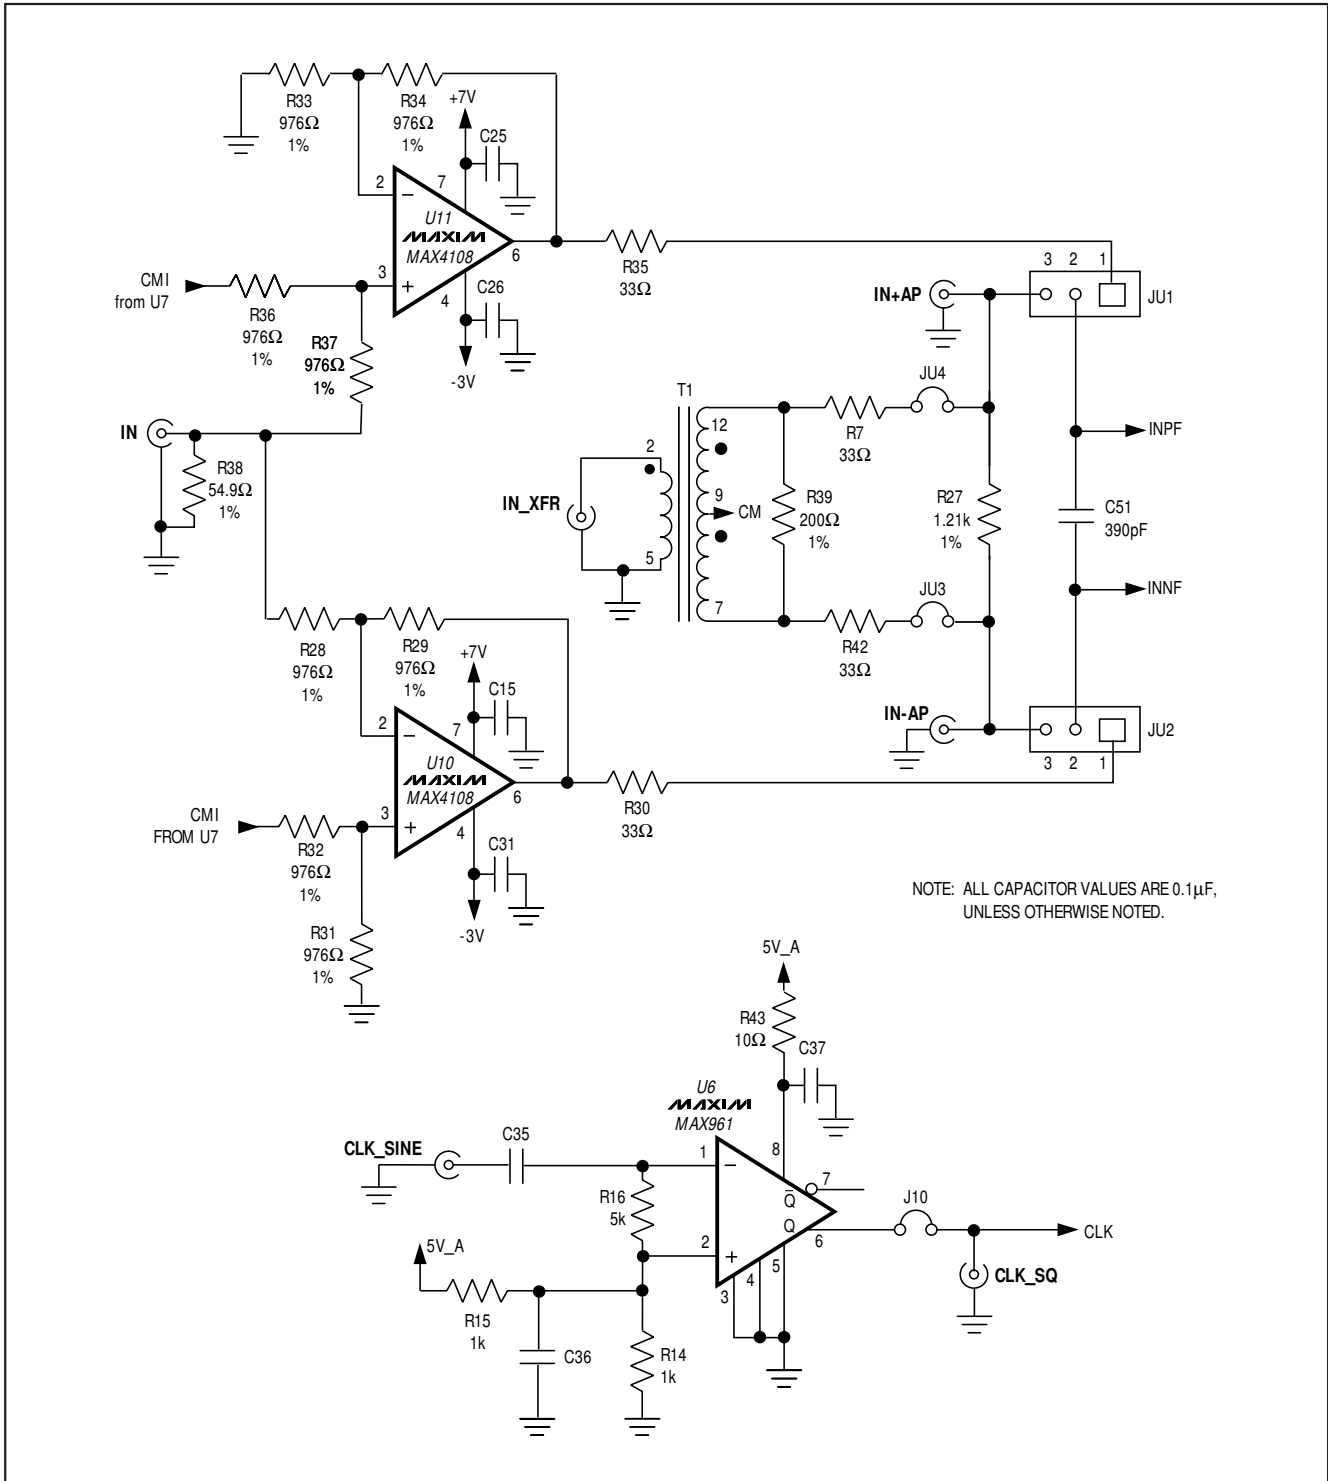 R33
976Ω
1%
R34
976Ω
1%
+7V
C25
2
−
7
U11
MAXIM
MAX4108
6
3
+
4
C26
-3V
CMI
from U7
R36
976Ω
1%
R37
976Ω
1%
R35
33Ω
3 2 1
JU1
IN+AP
IN
R38
54.9Ω
1%
T1
2
5
12
9
7
CM
IN_XFR
R39
200Ω
1%
R7
33Ω
JU4
R27
1.21k
1%
INPF
C51
390pF
INNF
R42
33Ω
JU3
IN-AP
JU2
3 2 1
R28
976Ω
1%
R29
976Ω
1%
+7V
C15
2
−
7
U10
MAXIM
MAX4108
6
3
+
4
C31
-3V
CMI
FROM U7
R32
976Ω
1%
R31
976Ω
1%
R30
33Ω
NOTE: ALL CAPACITOR VALUES ARE 0.1µF,
UNLESS OTHERWISE NOTED.
5V_A
R43
10Ω
C37
U6
MAXIM
MAX961
CLK_SINE
C35
1
−
8
7
Q̅
Q
6
R16
5k
2
+
3
4
5
J10
CLK
CLK_SQ
5V_A
R15
1k
C36
R14
1k